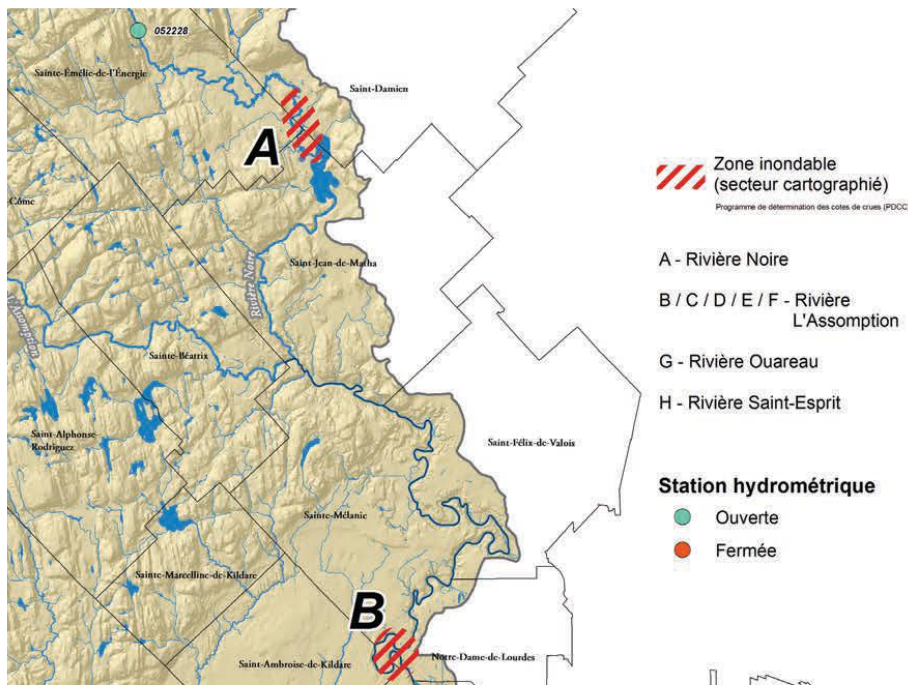 052228
Sainte-Émélie-de-l'Énergie
Saint-Damien
A
Zone inondable
(secteur cartographié)
Programme de détermination des cotes de crues (PDCC
Côme
A - Rivière Noire
Saint-Jean-de-Matha
Rivière Noire
B / C / D / E / F - Rivière
L'Assomption
L'Assomption
Sainte-Béatrix
G - Rivière Ouareau
H - Rivière Saint-Esprit
Saint-Alphonse
Rodriguez
Saint-Félix-de-Valois
Station hydrométrique
Ouverte
Sainte-Mélanie
Fermée
Sainte-Marcelline-de-Kildare
B
Saint-Ambroise-de-Kildare
Notre-Dame-de-Lourdes